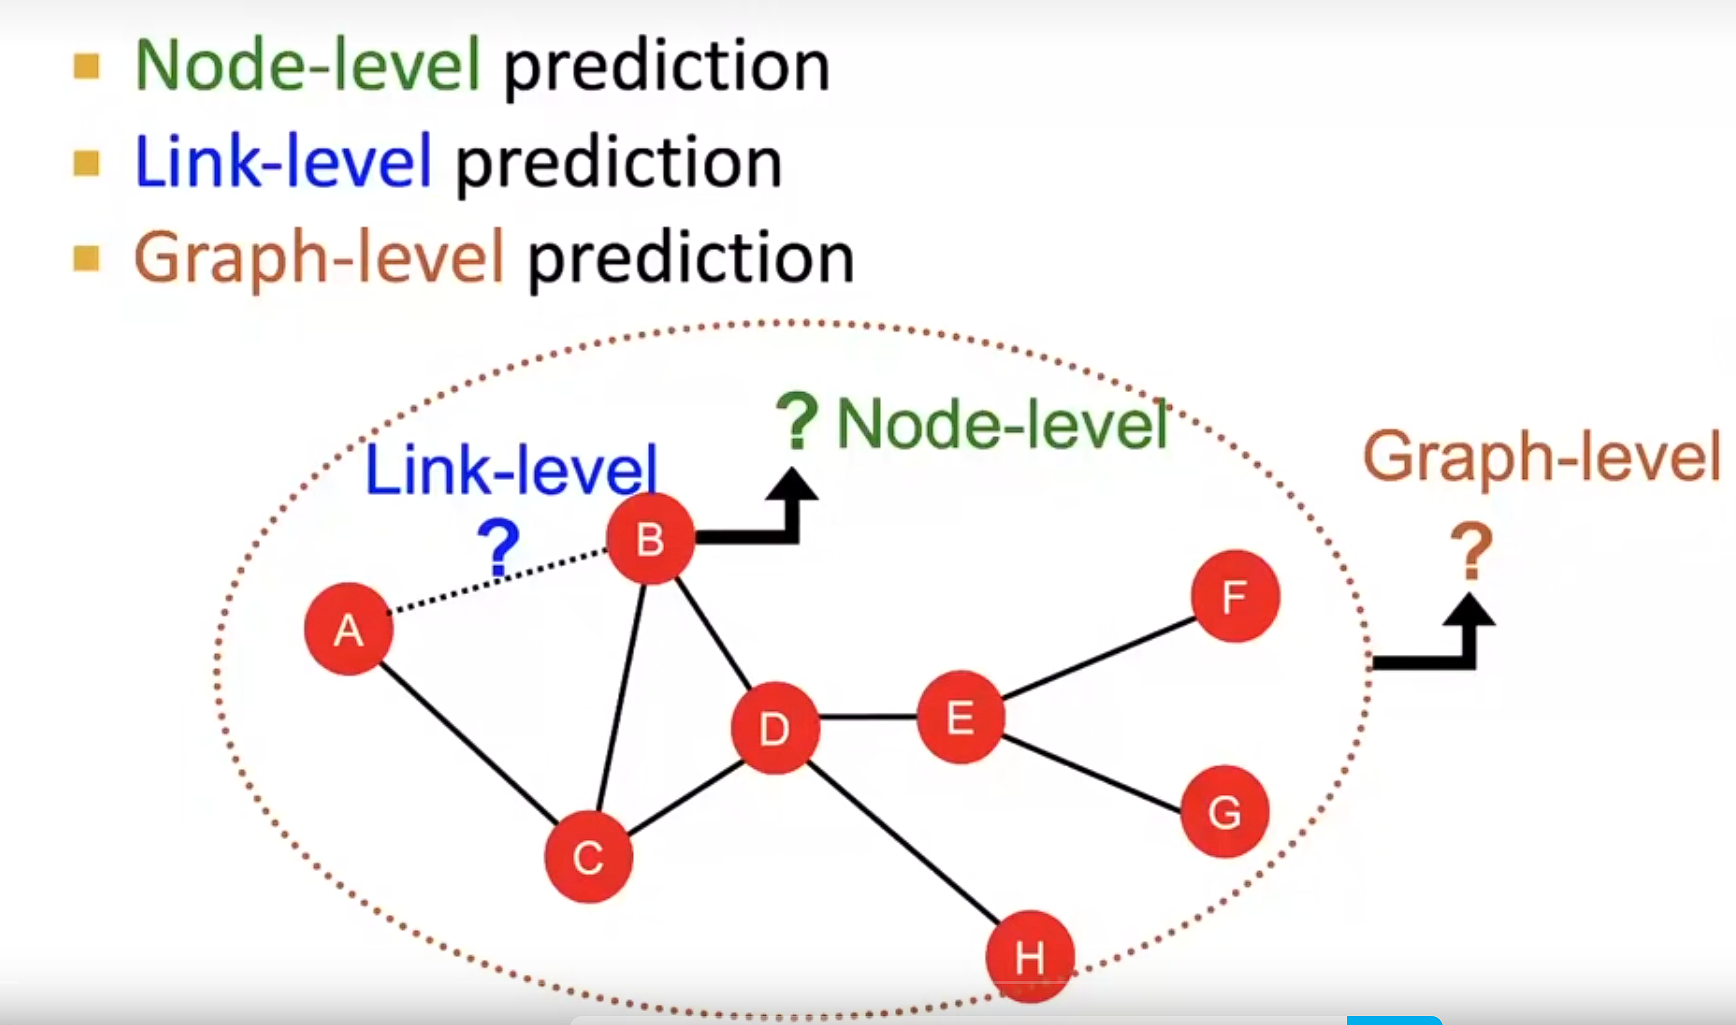 Node-level prediction
Link-level prediction
Graph-level prediction
? Node-level
Link-level
?
Graph-level
?
B
A
F
D
E
G
C
H